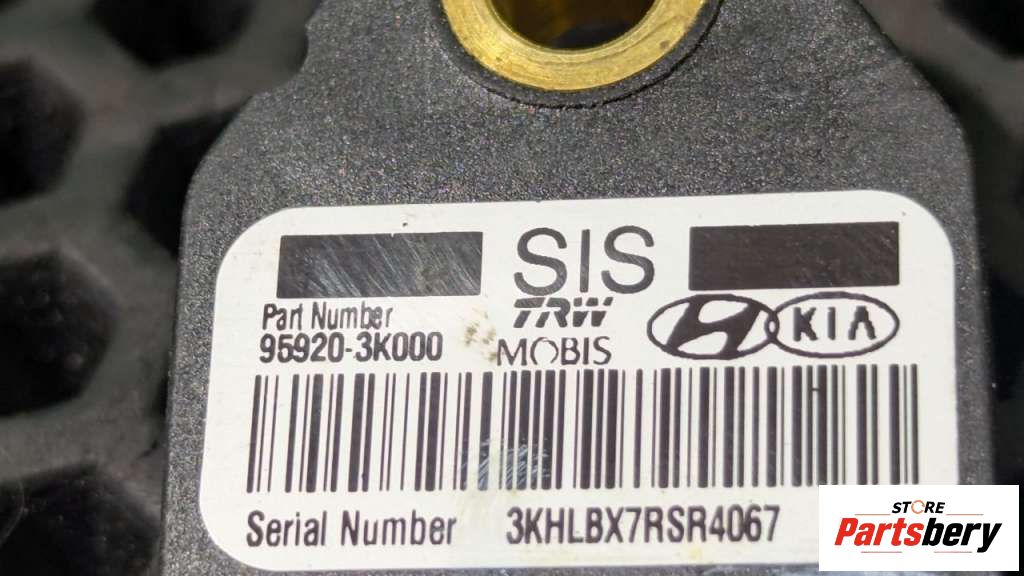 SIS
TRW
Part Number
95920-3K000
MOBIS
KIA
Serial Number 3KHLBX7RSR4067
STORE
Partsbery